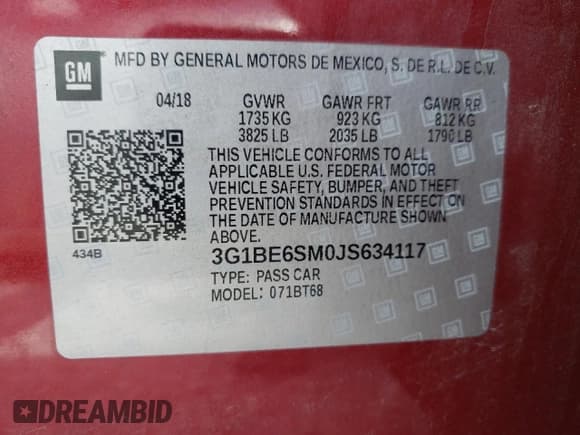 GM
MFD BY GENERAL MOTORS DE MEXICO, S. DE R.L. DE C.V.
04/18 GVWR GAWR FRT GAWR RR
1735 KG 923 KG 812 KG
3825 LB 2035 LB 1790 LB
THIS VEHICLE CONFORMS TO ALL
APPLICABLE U.S. FEDERAL MOTOR
VEHICLE SAFETY, BUMPER, AND THEFT
PREVENTION STANDARDS IN EFFECT ON
THE DATE OF MANUFACTURE SHOWN
ABOVE.
434B
3G1BE6SM0JS634117
TYPE: PASS CAR
MODEL: 071BT68
DREAMBID